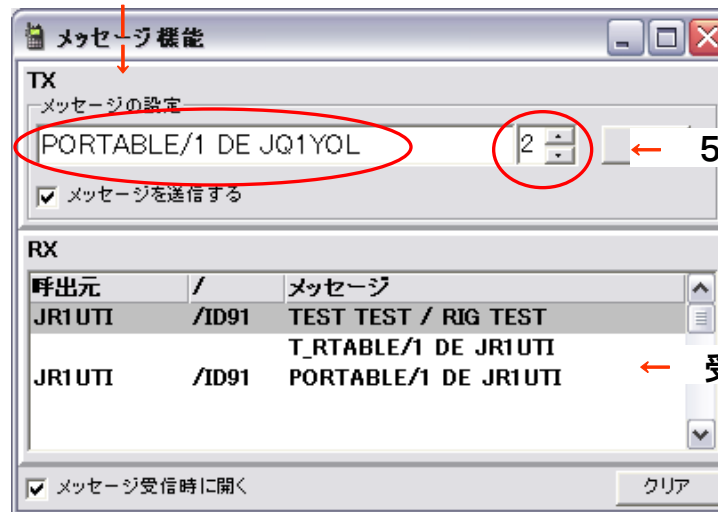 メッセージ機能
TX
メッセージの設定
PORTABLE/1 DE JQ1YOL 2
5
メッセージを送信する
RX
呼出元 / メッセージ
JR1UTI /ID91 TEST TEST / RIG TEST
T_RTABLE/1 DE JR1UTI
JR1UTI /ID91 PORTABLE/1 DE JR1UTI
受
メッセージ受信時に開く クリア